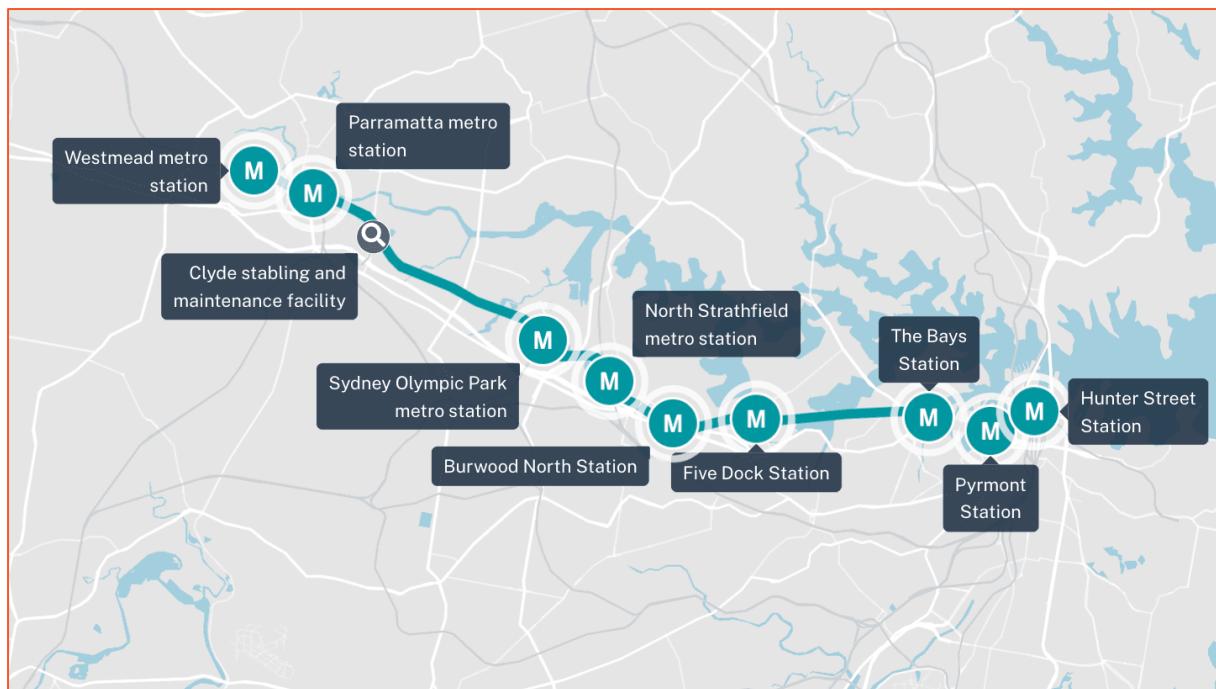 Parramatta metro
station
Westmead metro
station
M
M
Clyde stabling and
maintenance facility
North Strathfield
metro station
The Bays
Station
M
Sydney Olympic Park
metro station
M
Hunter Street
Station
M
M
M
M
M
Burwood North Station
Five Dock Station
Pyrmont
Station